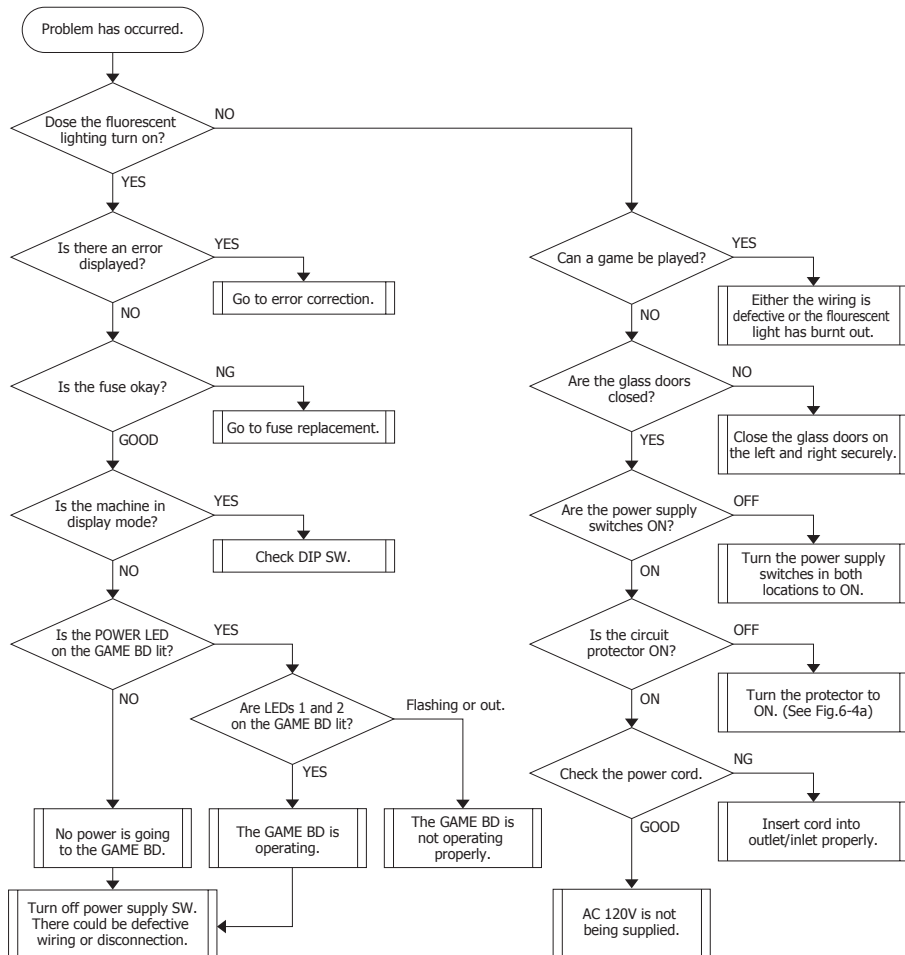 Problem has occurred.
Dose the fluorescent
lighting turn on?
NO
YES
Is there an error
displayed?
YES
Go to error correction.
NO
Is the fuse okay?
NG
Go to fuse replacement.
GOOD
Is the machine in
display mode?
YES
Check DIP SW.
NO
Is the POWER LED
on the GAME BD lit?
YES
NO
Are LEDs 1 and 2
on the GAME BD lit?
Flashing or out.
YES
No power is going
to the GAME BD.
The GAME BD is
operating.
The GAME BD is
not operating
properly.
Turn off power supply SW.
There could be defective
wiring or disconnection.
Can a game be played?
YES
Either the wiring is
defective or the flourescent
light has burnt out.
NO
Are the glass doors
closed?
NO
Close the glass doors on
the left and right securely.
YES
Are the power supply
switches ON?
OFF
Turn the power supply
switches in both
locations to ON.
ON
Is the circuit
protector ON?
OFF
Turn the protector to
ON. (See Fig.6-4a)
ON
Check the power cord.
NG
Insert cord into
outlet/inlet properly.
GOOD
AC 120V is not
being supplied.